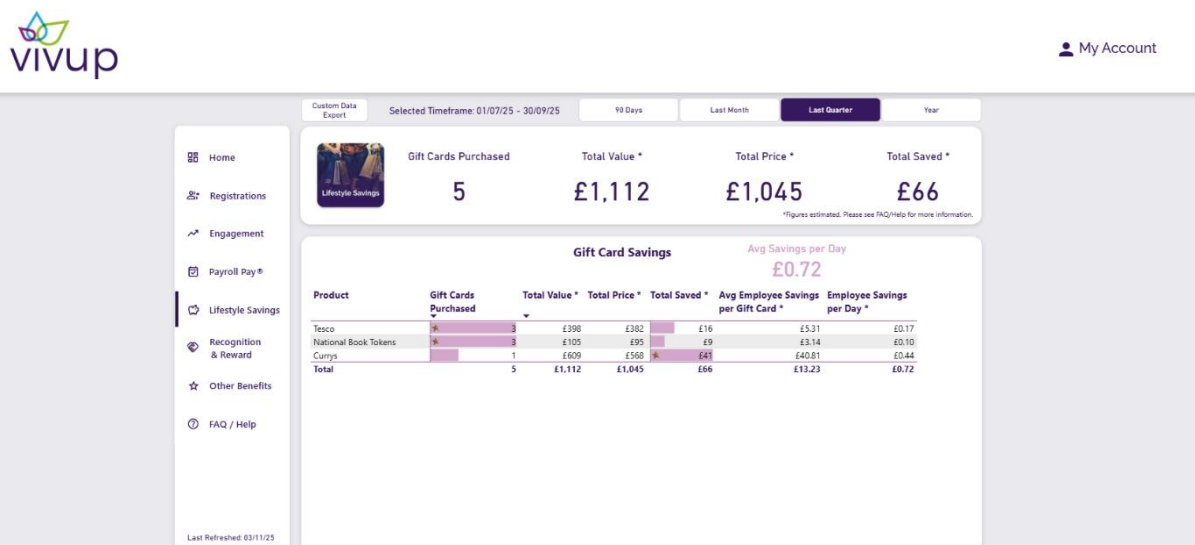 vivup
My Account
Custom Data
Export
Selected Timeframe: 01/07/25 - 30/09/25
90 Days
Last Month
Last Quarter
Year
Home
Registrations
Engagement
Payroll Pay®
Lifestyle Savings
Recognition
& Reward
Other Benefits
FAQ / Help
Last Refreshed: 03/11/25
Lifestyle Savings
Gift Cards Purchased
5
Total Value *
£1,112
Total Price *
£1,045
Total Saved *
£66
*Figures estimated. Please see FAQ/Help for more information.
Gift Card Savings
Avg Savings per Day
£0.72
Product Gift Cards Purchased Total Value * Total Price * Total Saved * Avg Employee Savings per Gift Card * Employee Savings per Day *
Tesco 3 £398 £382 £16 £5.31 £0.17
National Book Tokens 3 £105 £95 £9 £3.14 £0.10
Currys 1 £609 £568 £41 £40.81 £0.44
Total 5 £1,112 £1,045 £66 £13.23 £0.72